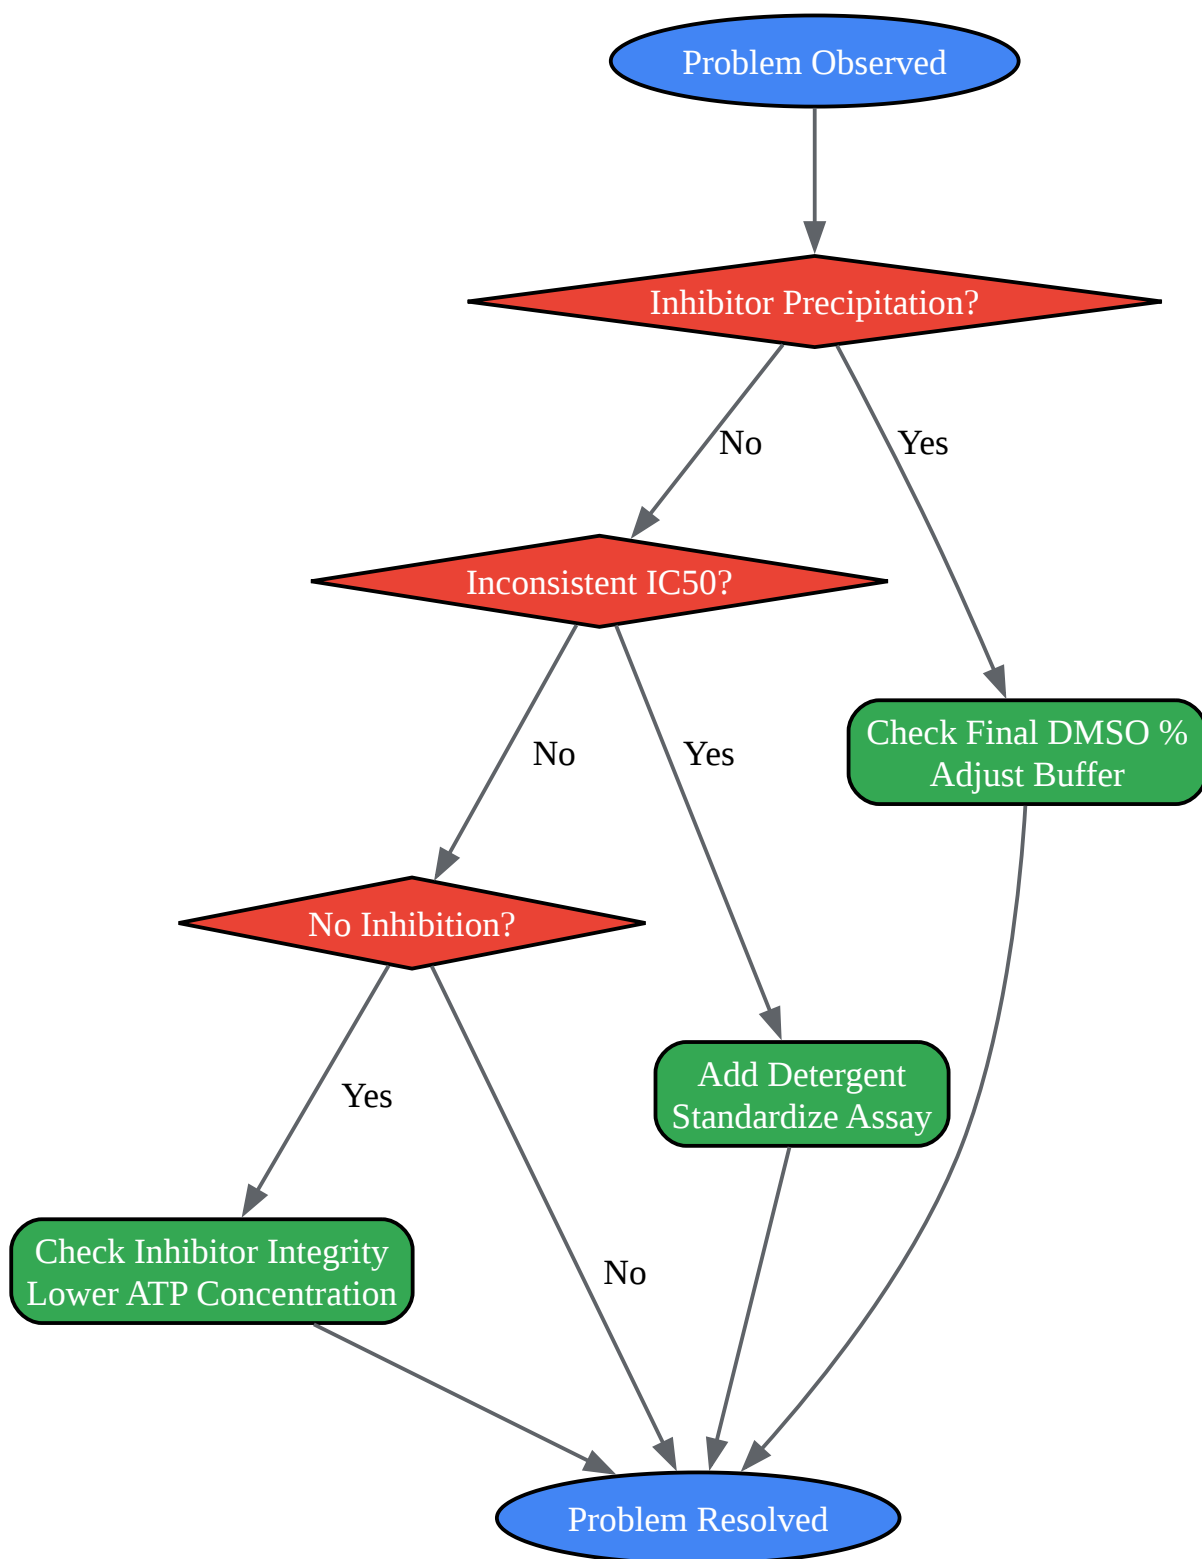 Problem Observed
Inhibitor Precipitation?
No
Yes
Inconsistent IC50?
No
Yes
Check Final DMSO %
Adjust Buffer
No Inhibition?
Yes
No
Add Detergent
Standardize Assay
Check Inhibitor Integrity
Lower ATP Concentration
Problem Resolved